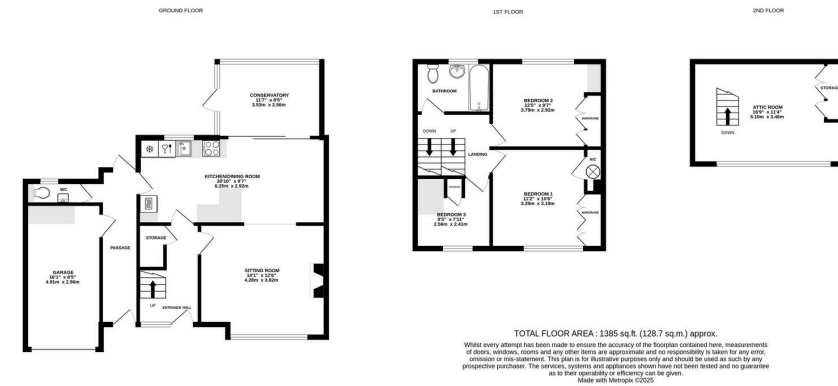 GROUND FLOOR
1ST FLOOR
2ND FLOOR
CONSERVATORY
11'7" x 8'5"
3.53m x 2.56m
KITCHEN/DINING ROOM
20'10" x 9'7"
6.35m x 2.92m
WC
STORAGE
PASSAGE
GARAGE
16'1" x 8'5"
4.91m x 2.56m
UP
ENTRANCE HALL
SITTING ROOM
14'1" x 12'6"
4.28m x 3.82m
BATHROOM
BEDROOM 2
12'5" x 9'7"
3.79m x 2.92m
WARDROBE
DOWN
UP
LANDING
A/C
BEDROOM 1
11'2" x 10'6"
3.39m x 3.19m
WARDROBE
BEDROOM 3
8'5" x 7'11"
2.56m x 2.41m
STORAGE
ATTIC ROOM
16'9" x 11'4"
5.10m x 3.46m
DOWN
TOTAL FLOOR AREA : 1385 sq.ft. (128.7 sq.m.) approx.
Whilst every attempt has been made to ensure the accuracy of the floorplan contained here, measurements
of doors, windows, rooms and any other items are approximate and no responsibility is taken for any error,
omission or mis-statement. This plan is for illustrative purposes only and should be used as such by any
prospective purchaser. The services, systems and appliances shown have not been tested and no guarantee
as to their operability or efficiency can be given.
Made with Metropix ©2025